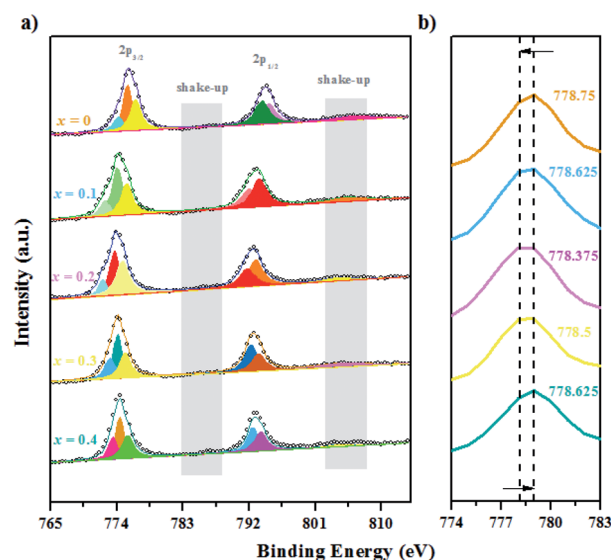 a)
b)
2p3/2
2p1/2
shake-up
shake-up
x = 0
x = 0.1
x = 0.2
x = 0.3
x = 0.4
778.75
778.625
778.375
778.5
778.625
Intensity (a.u.)
765 774 783 792 801 810
774 777 780 783
Binding Energy (eV)